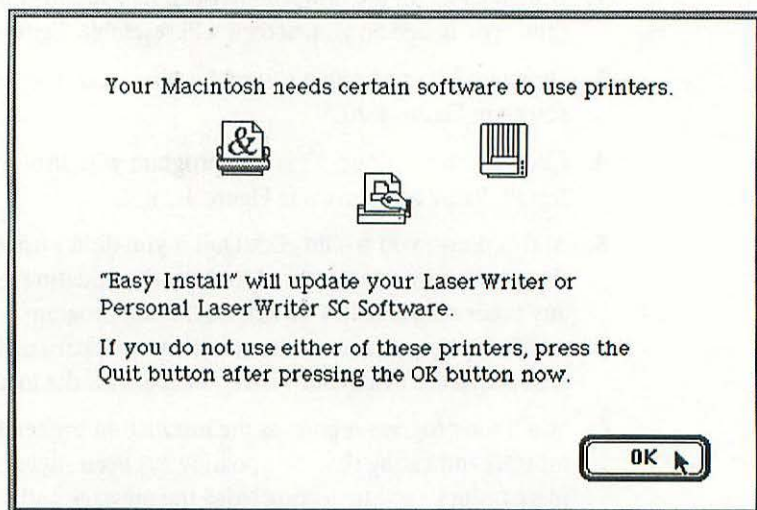 Your Macintosh needs certain software to use printers.
&
"Easy Install" will update your LaserWriter or
Personal LaserWriter SC Software.
If you do not use either of these printers, press the
Quit button after pressing the OK button now.
OK